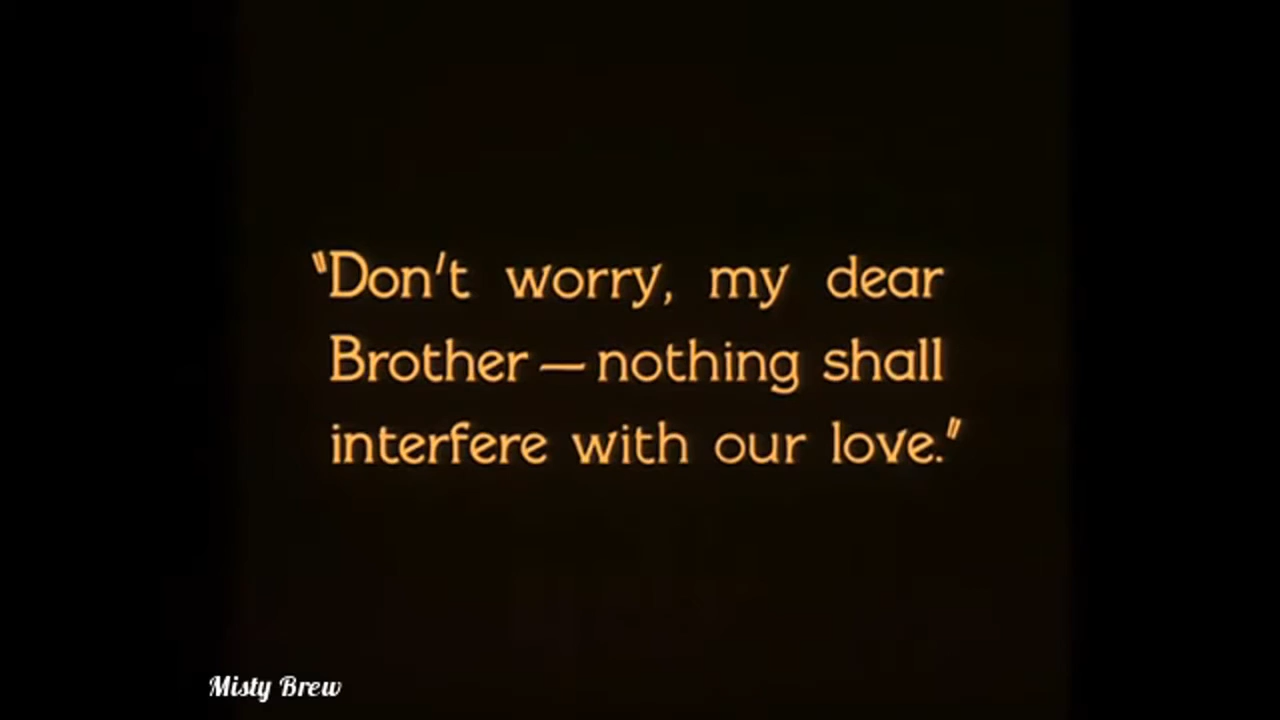 "Don't worry, my dear
Brother — nothing shall
interfere with our love."
Misty Brew